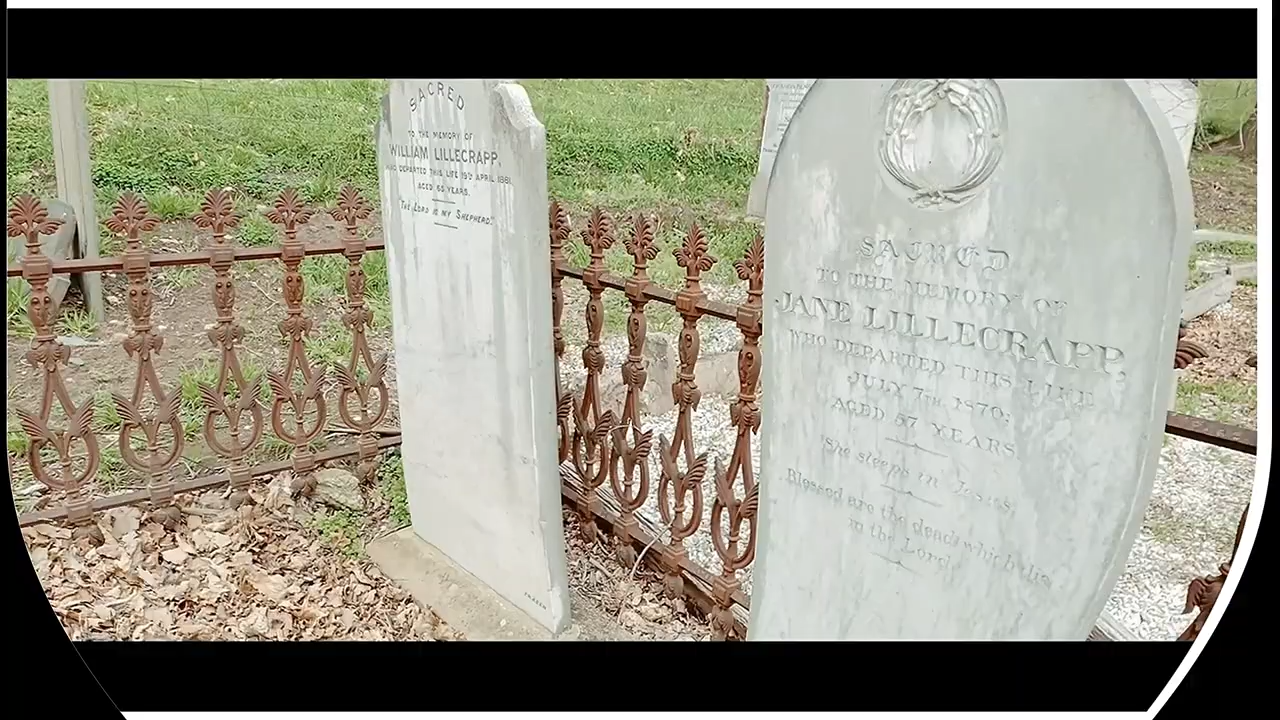 SACRED
TO THE MEMORY OF
WILLIAM LILLECRAPP,
WHO DEPARTED THIS LIFE 19TH APRIL 1881,
AGED 60 YEARS.
"THE LORD IS MY SHEPHERD."
FRASER
SACRED
TO THE MEMORY OF
JANE LILLECRAPP,
WHO DEPARTED THIS LIFE
JULY 7TH, 1870;
AGED 57 YEARS.
"She sleeps in Jesus,"
Blessed are the dead which die
in the Lord.